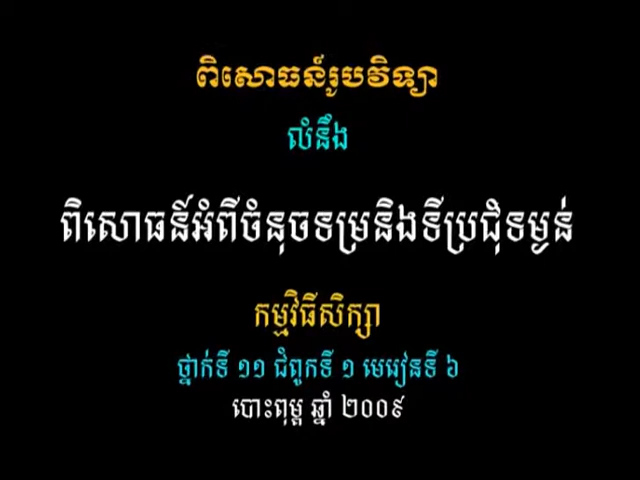 ពិសោធន៍រូបវិទ្យា
លំនឹង
ពិសោធន៍អំពីចំនុចទម្រនិងទីប្រជុំទម្ងន់
កម្មវិធីសិក្សា
ថ្នាក់ទី ១១ ជំពូកទី ១ មេរៀនទី ៦
បោះពុម្ព ឆ្នាំ ២០០៩